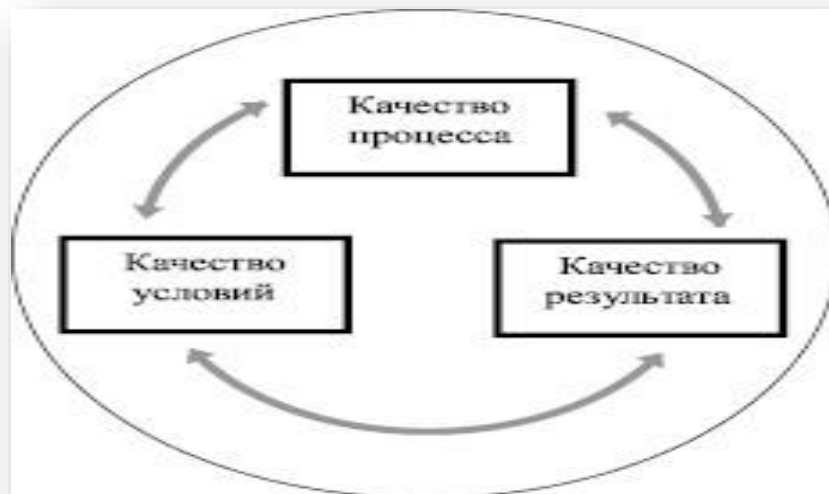 Качество
процесса
Качество
условий
Качество
результата